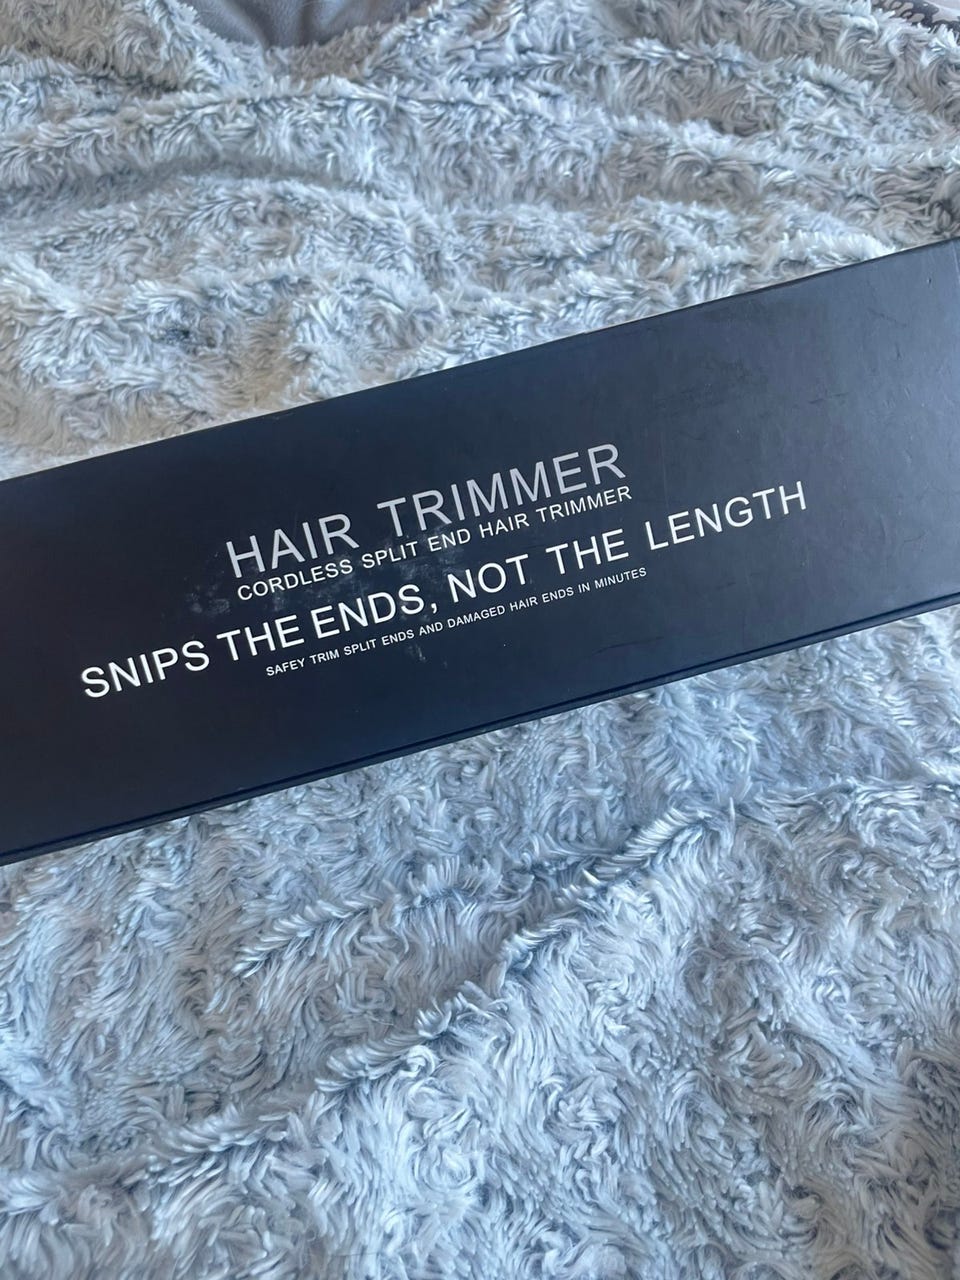 HAIR TRIMMER
CORDLESS SPLIT END HAIR TRIMMER
SNIPS THE ENDS, NOT THE LENGTH
SAFEY TRIM SPLIT ENDS AND DAMAGED HAIR ENDS IN MINUTES